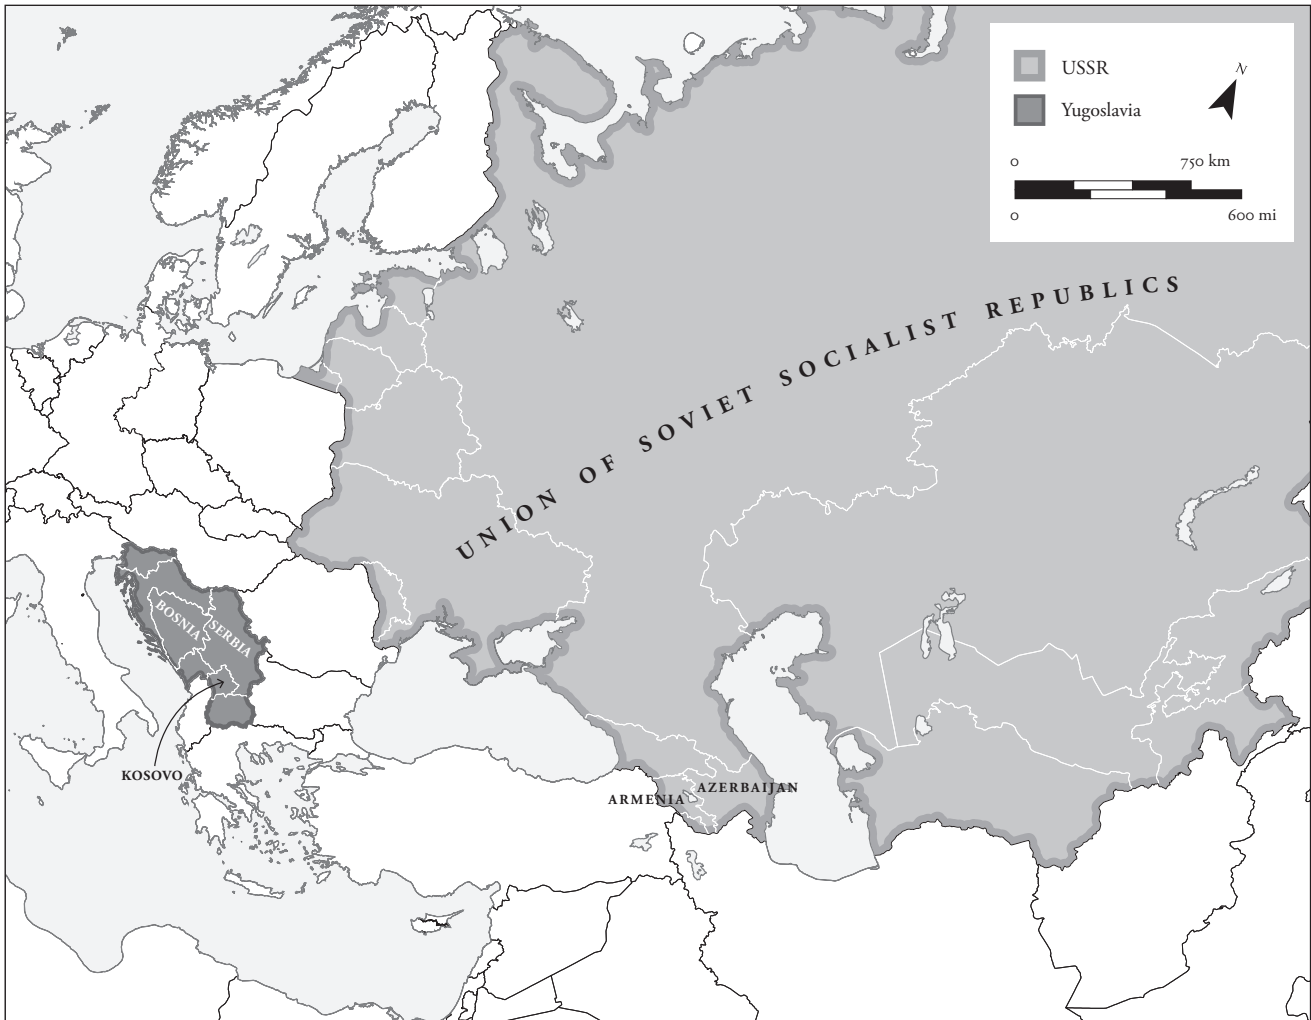 USSR
N
Yugoslavia
0 750 km
0 600 mi
UNION OF SOVIET SOCIALIST REPUBLICS
BOSNIA
SERBIA
KOSOVO
ARMENIA
AZERBAIJAN